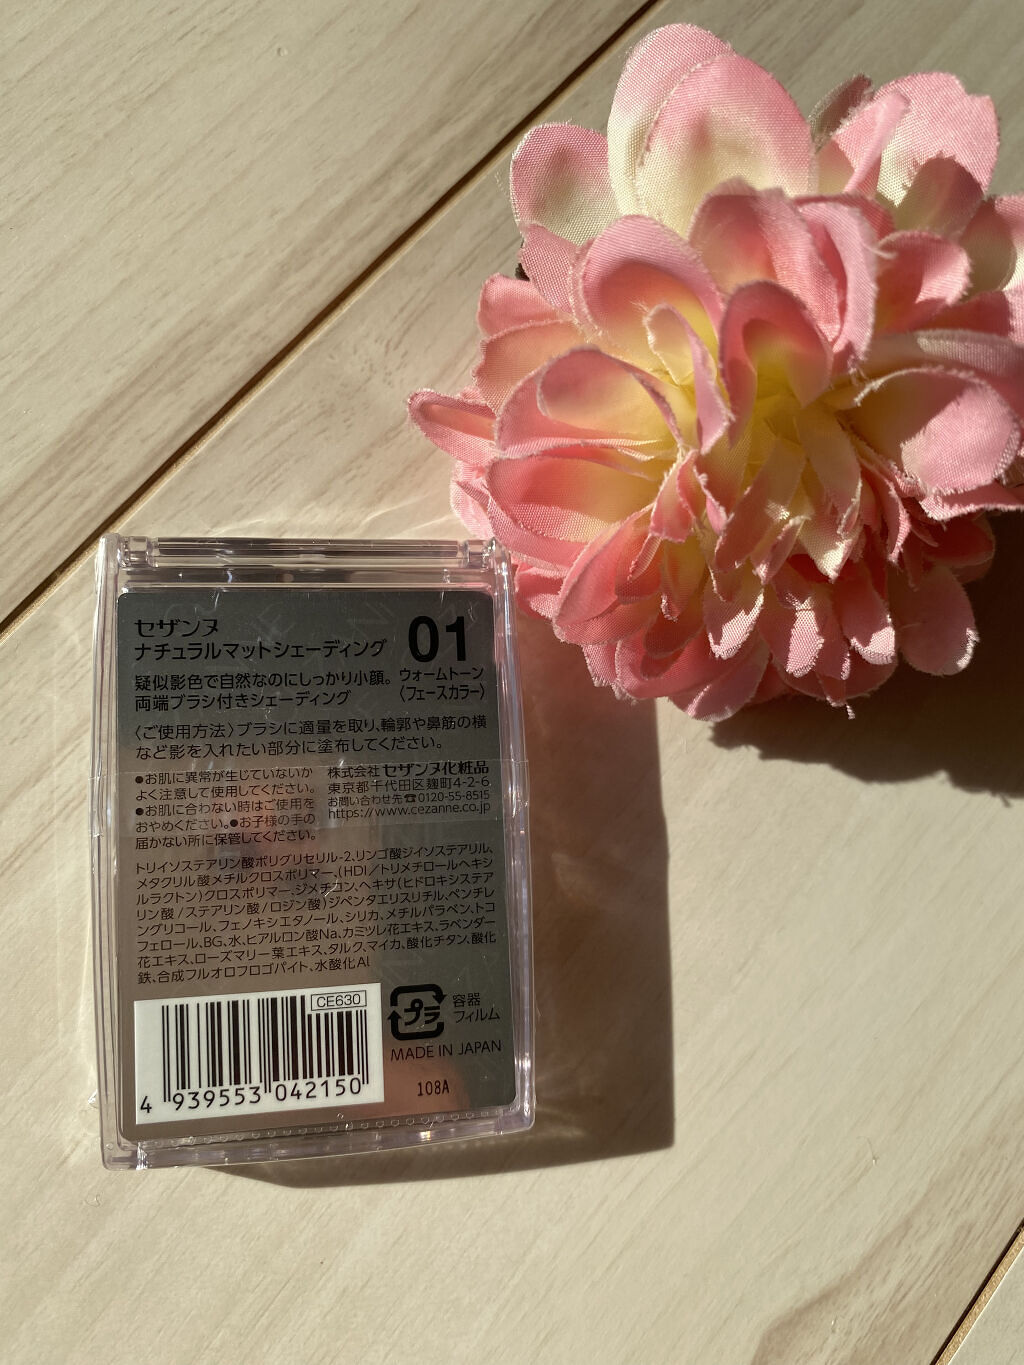 セザンヌ
ナチュラルマットシェーディング
01
ウォームトーン
〈フェースカラー〉
疑似影色で自然なのにしっかり小顔。
両端ブラシ付きシェーディング
〈ご使用方法〉ブラシに適量を取り、輪郭や鼻筋の横
など影を入れたい部分に塗布してください。
●お肌に異常が生じていないか
よく注意して使用してください。
●お肌に合わない時はご使用を
おやめください。●お子様の手の
届かない所に保管してください。
株式会社セザンヌ化粧品
東京都千代田区麹町4-2-6
お問い合わせ先☎0120-55-8515
https://www.cezanne.co.jp
トリイソステアリン酸ポリグリセリル-2、リンゴ酸ジイソステアリル、
メタクリル酸メチルクロスポリマー、(HDI/トリメチロールヘキシ
ルラクトン)クロスポリマー、ジメチコン、ヘキサ(ヒドロキシステア
リン酸/ステアリン酸/ロジン酸)ジペンタエリスリチル、ペンチレ
ングリコール、フェノキシエタノール、シリカ、メチルパラベン、トコ
フェロール、BG、水、ヒアルロン酸Na、カミツレ花エキス、ラベンダー
花エキス、ローズマリー葉エキス、タルク、マイカ、酸化チタン、酸化
鉄、合成フルオロフロゴパイト、水酸化Al
CE630
4 939553 042150
プラ
容器
フィルム
MADE IN JAPAN
108A